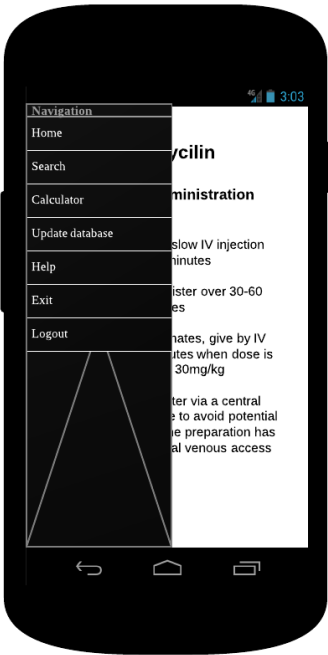 4G 3:03
Navigation
Home
Search
Calculator
Update database
Help
Exit
Logout
ycilin
ministration
slow IV injection
inutes
ister over 30-60
es
nates, give by IV
utes when dose is
30mg/kg
ter via a central
e to avoid potential
e preparation has
al venous access